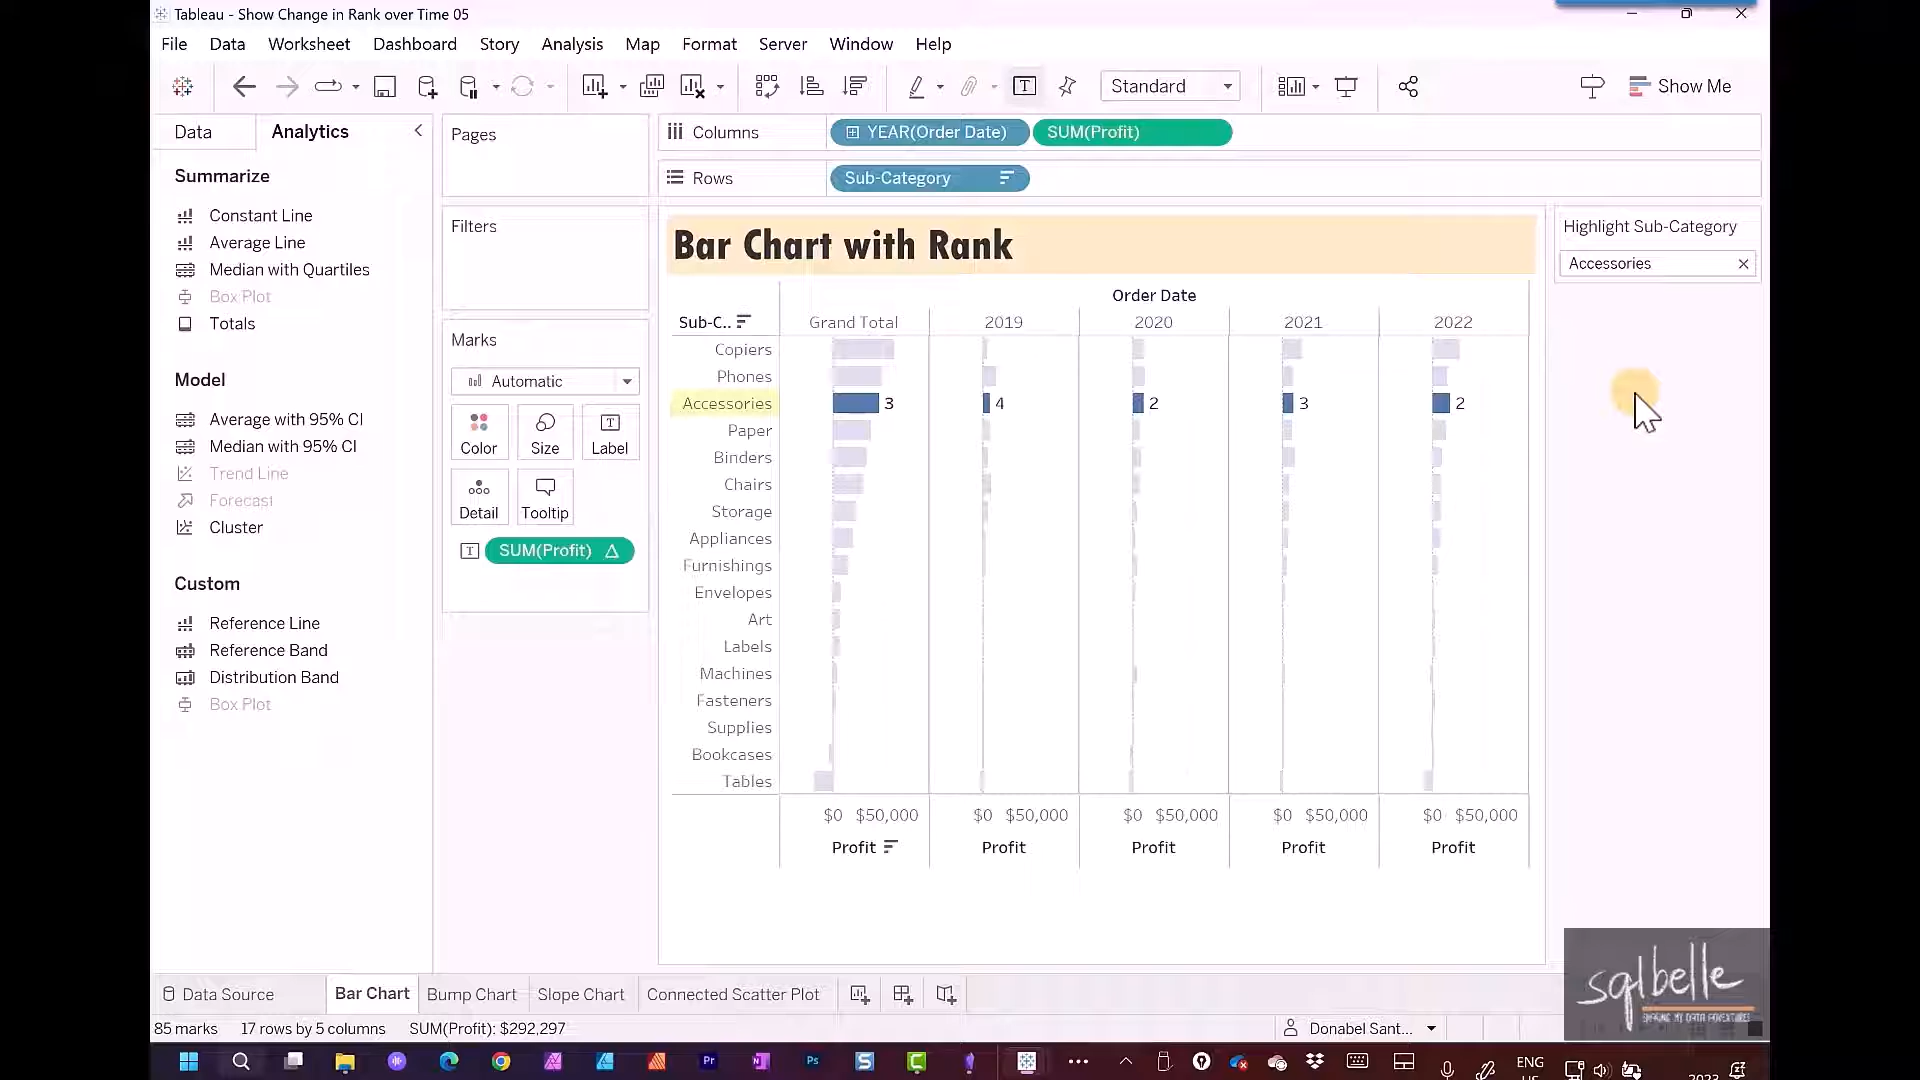 Tableau - Show Change in Rank over Time 05
File Data Worksheet Dashboard Story Analysis Map Format Server Window Help
Standard
Show Me
Data
Analytics
Summarize
Constant Line
Average Line
Median with Quartiles
Box Plot
Totals
Model
Average with 95% CI
Median with 95% CI
Trend Line
Forecast
Cluster
Custom
Reference Line
Reference Band
Distribution Band
Box Plot
Pages
Filters
Marks
Automatic
Color
Size
Label
Detail
Tooltip
SUM(Profit) Δ
Columns
YEAR(Order Date)
SUM(Profit)
Rows
Sub-Category
Bar Chart with Rank
Order Date
Sub-C..
Grand Total
2019
2020
2021
2022
Copiers
Phones
Accessories 3 4 2 3 2
Paper
Binders
Chairs
Storage
Appliances
Furnishings
Envelopes
Art
Labels
Machines
Fasteners
Supplies
Bookcases
Tables
$0 $50,000 $0 $50,000 $0 $50,000 $0 $50,000 $0 $50,000
Profit Profit Profit Profit Profit
Highlight Sub-Category
Accessories
sqlbelle
SHARING MY DATA ADVENTURES
Data Source
Bar Chart
Bump Chart
Slope Chart
Connected Scatter Plot
85 marks
17 rows by 5 columns
SUM(Profit): $292,297
Donabel Sant...
Pr
Ps
ENG
US
2023